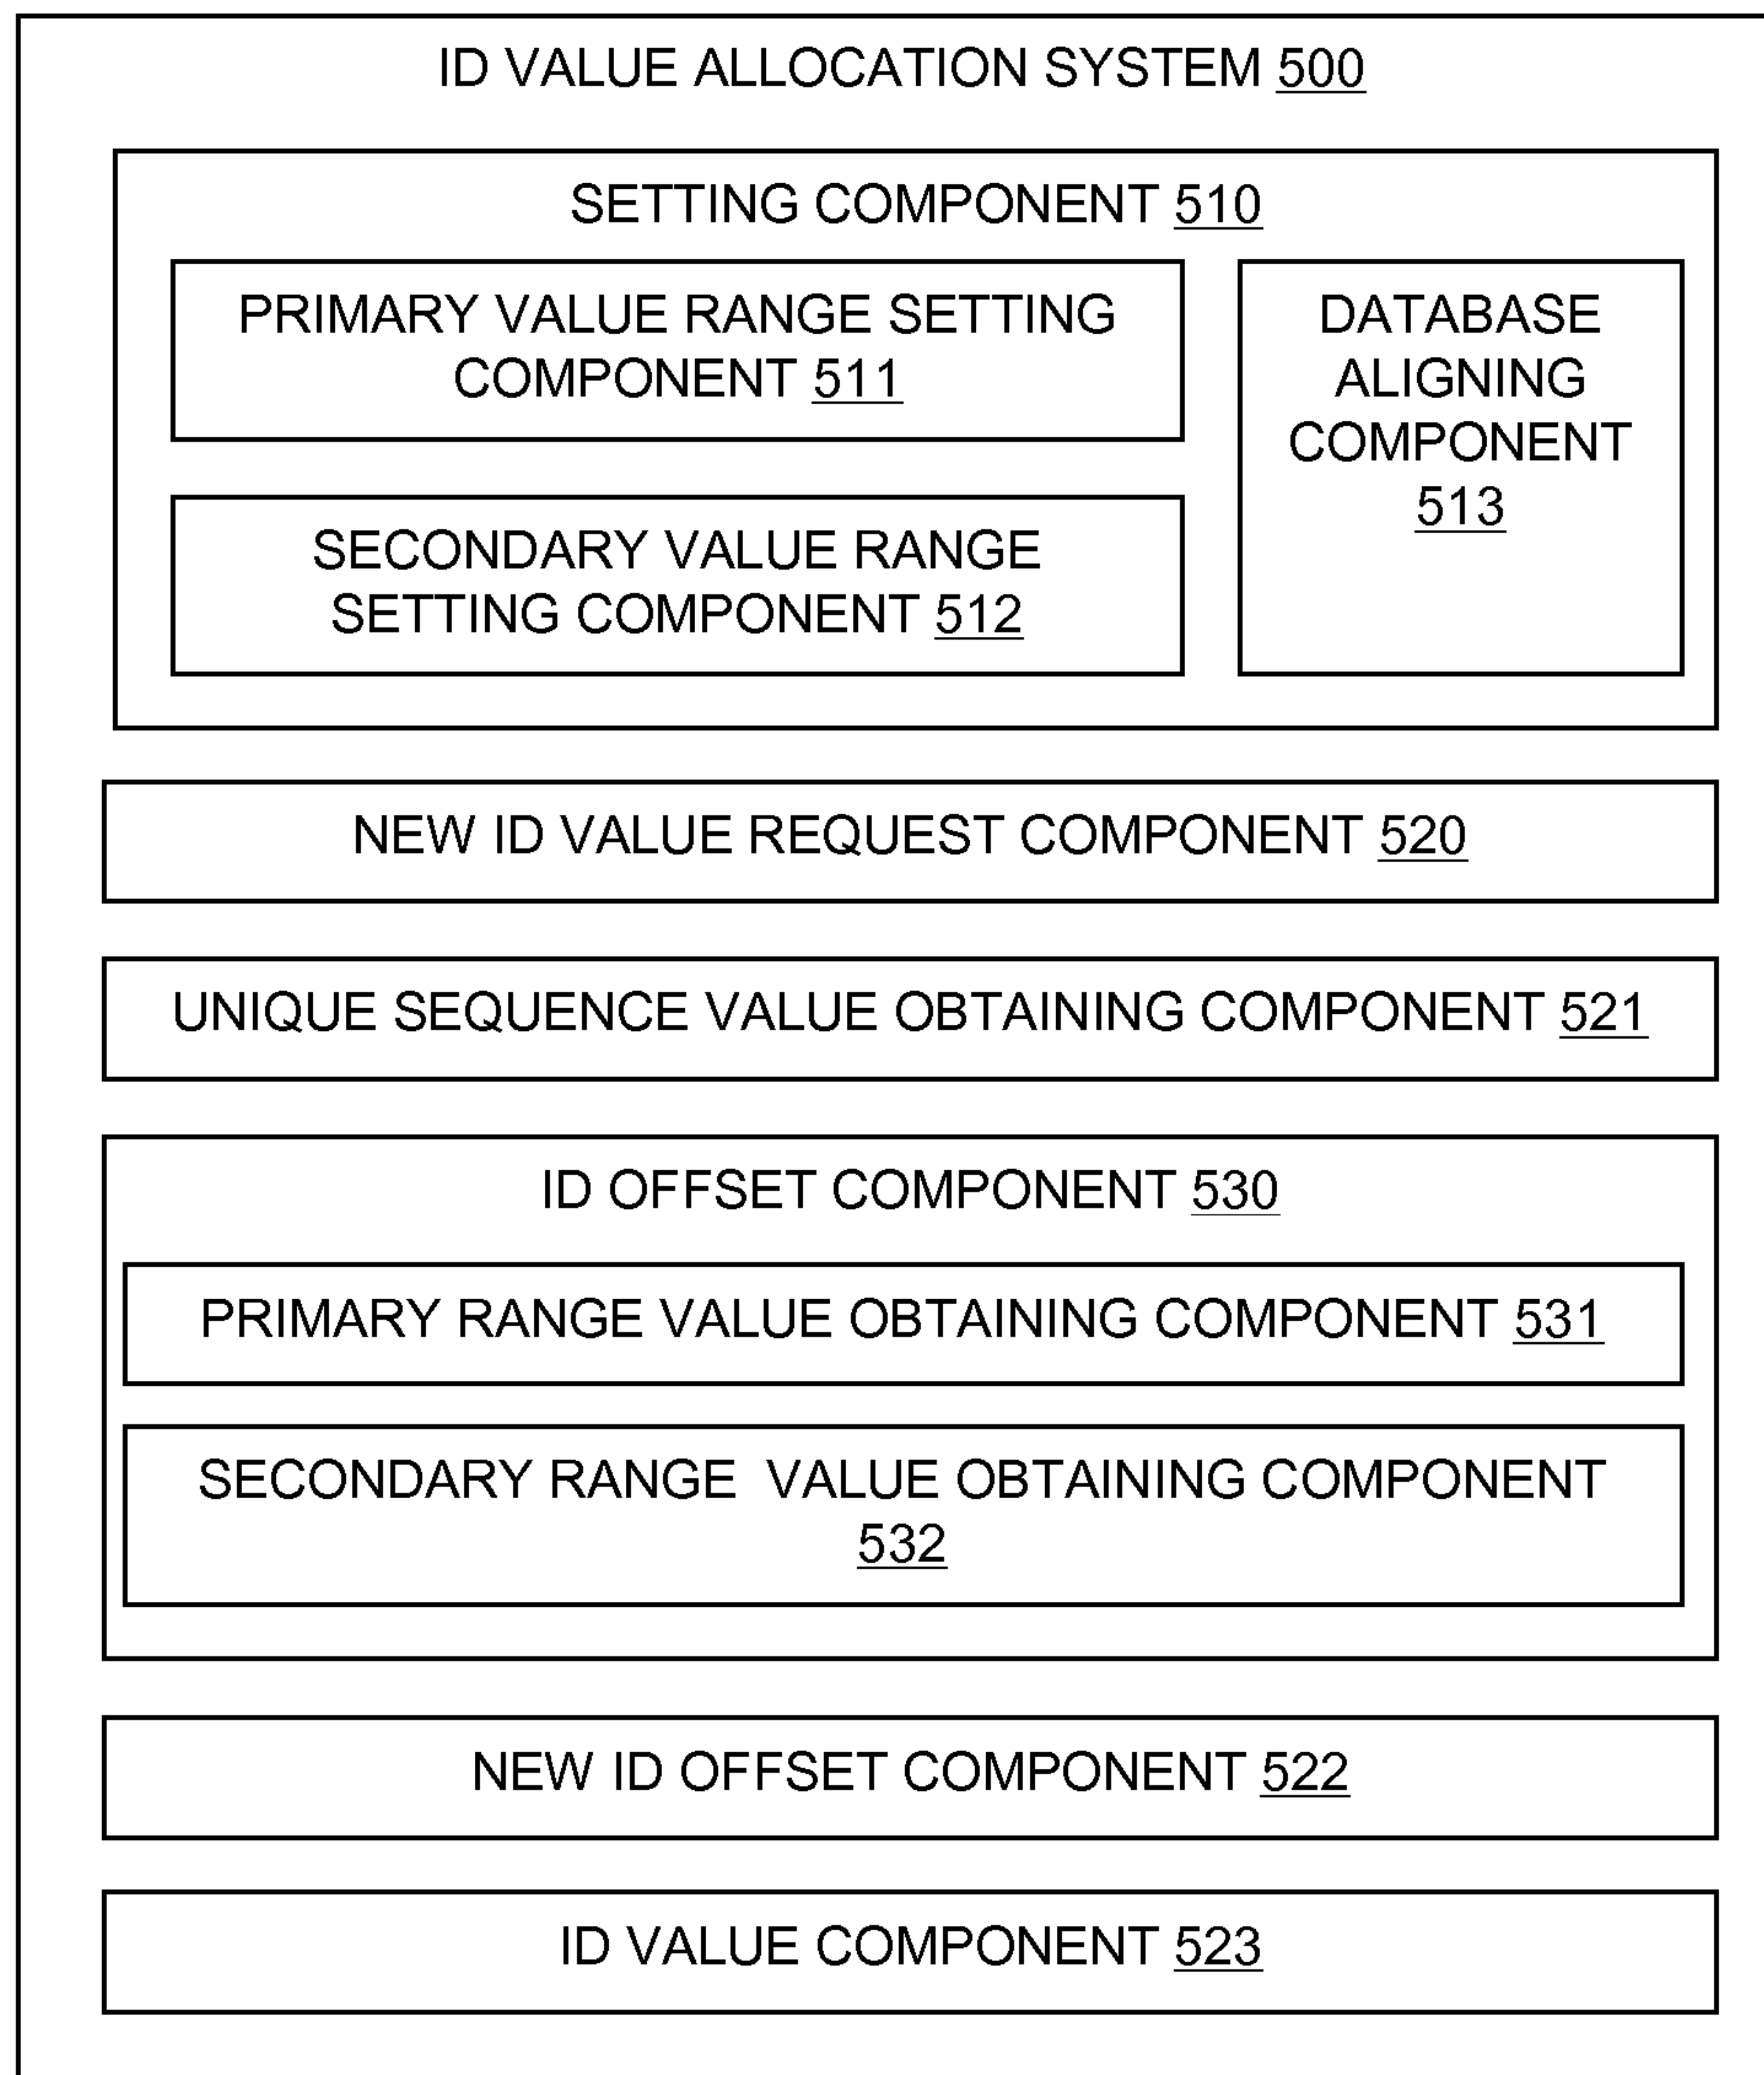 ID VALUE ALLOCATION SYSTEM 500
SETTING COMPONENT 510
PRIMARY VALUE RANGE SETTING
COMPONENT 511
SECONDARY VALUE RANGE
SETTING COMPONENT 512
DATABASE
ALIGNING
COMPONENT
513
NEW ID VALUE REQUEST COMPONENT 520
UNIQUE SEQUENCE VALUE OBTAINING COMPONENT 521
ID OFFSET COMPONENT 530
PRIMARY RANGE VALUE OBTAINING COMPONENT 531
SECONDARY RANGE VALUE OBTAINING COMPONENT
532
NEW ID OFFSET COMPONENT 522
ID VALUE COMPONENT 523